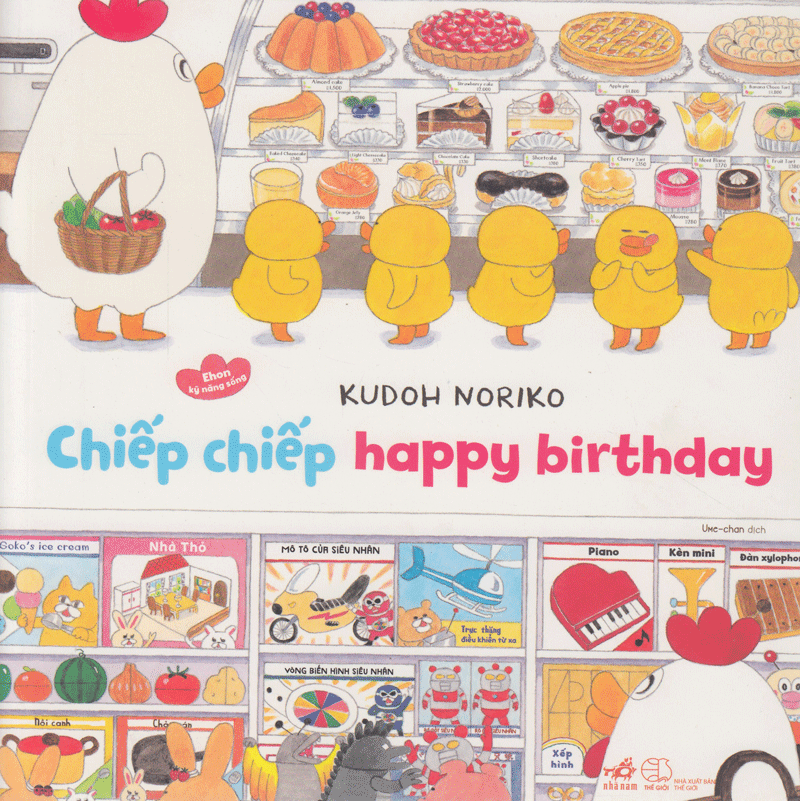 Almond cake
Strawberry cake
Apple pie
Banana Choco Tart
Baked Cheesecake
Light Cheesecake
Chocolate Cake
Shortcake
Cherry Tart
Mont Blanc
Fruit Tart
Orange Jelly
Mousse
Ehon
kỹ năng sống
KUDOH NORIKO
Chiếp chiếp happy birthday
Ume-chan dịch
Goko's ice cream
Nhà Thỏ
MÔ TÔ CỦA SIÊU NHÂN
Trực thăng
điều khiển từ xa
Piano
Kèn mini
Đàn xylophon
VÒNG BIẾN HÌNH SIÊU NHÂN
Nồi canh
Xếp
hình
nhã nam
THẾ GIỚI
NHÀ XUẤT BẢN
THẾ GIỚI